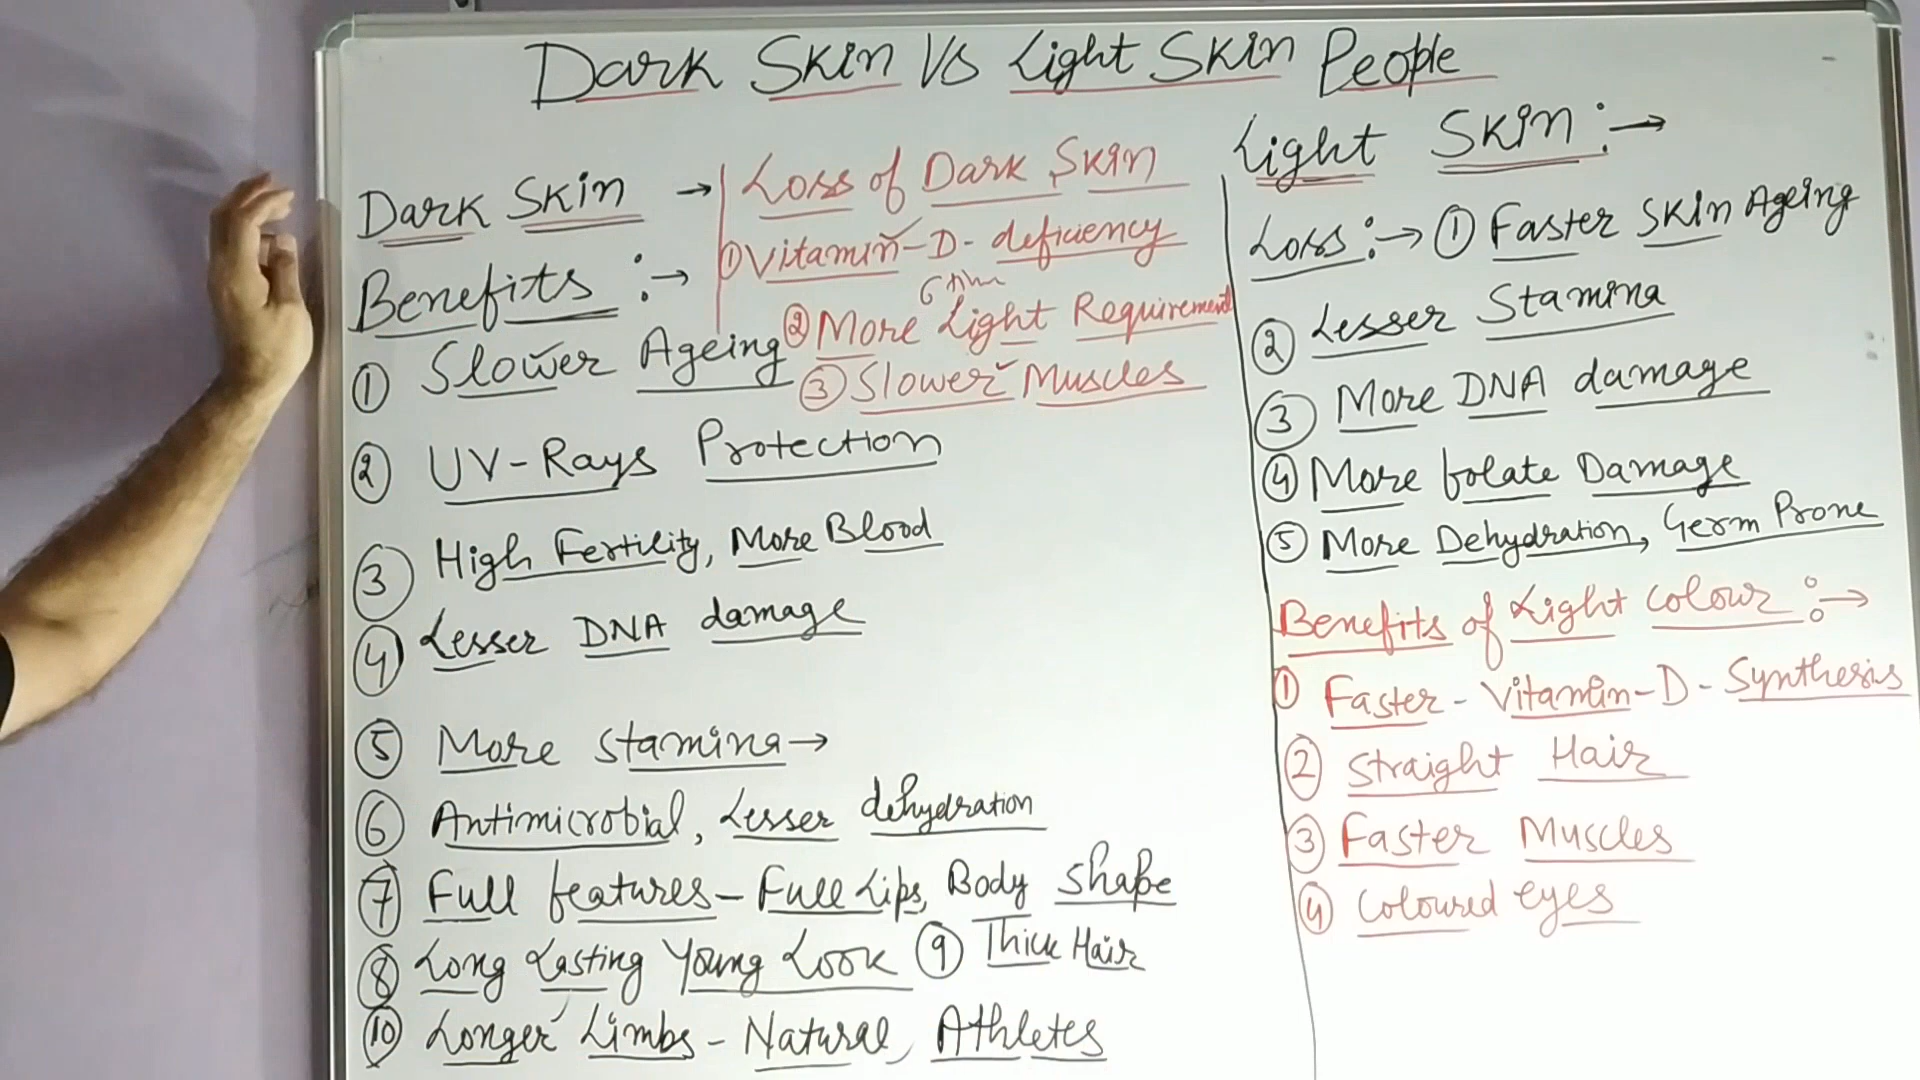 Dark Skin Vs Light Skin People
Dark Skin →
Benefits :→
① Slower Ageing
② UV-Rays Protection
③ High Fertility, More Blood
④ Lesser DNA damage
⑤ More stamina →
⑥ Antimicrobial, Lesser dehydration
⑦ Full features - Full Lips, Body Shape
⑧ Long Lasting Young Look ⑨ Thick Hair
⑩ Longer Limbs - Natural, Athletes
Loss of Dark Skin
① Vitamin-D-deficiency
② More Light Requirement
③ Slower Muscles
Light Skin :→
Loss :→ ① Faster Skin Ageing
② Lesser Stamina
③ More DNA damage
④ More folate Damage
⑤ More Dehydration, Germ Prone
Benefits of Light Colour :→
① Faster-Vitamin-D-Synthesis
② Straight Hair
③ Faster Muscles
④ Coloured eyes